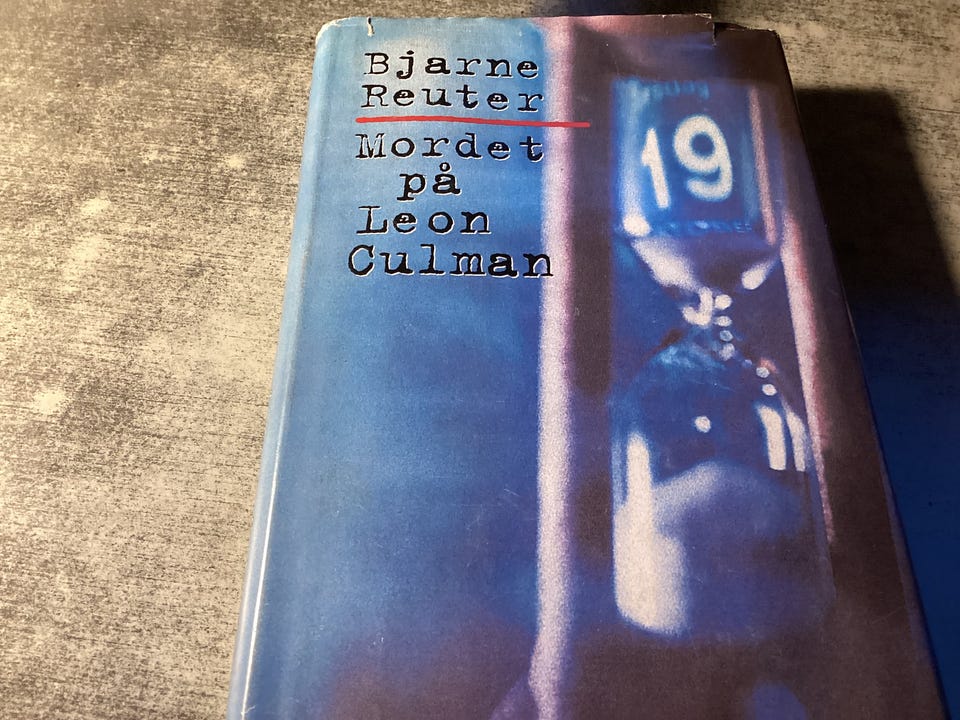 Bjarne
Reuter
Mordet
på
Leon
Culman
19